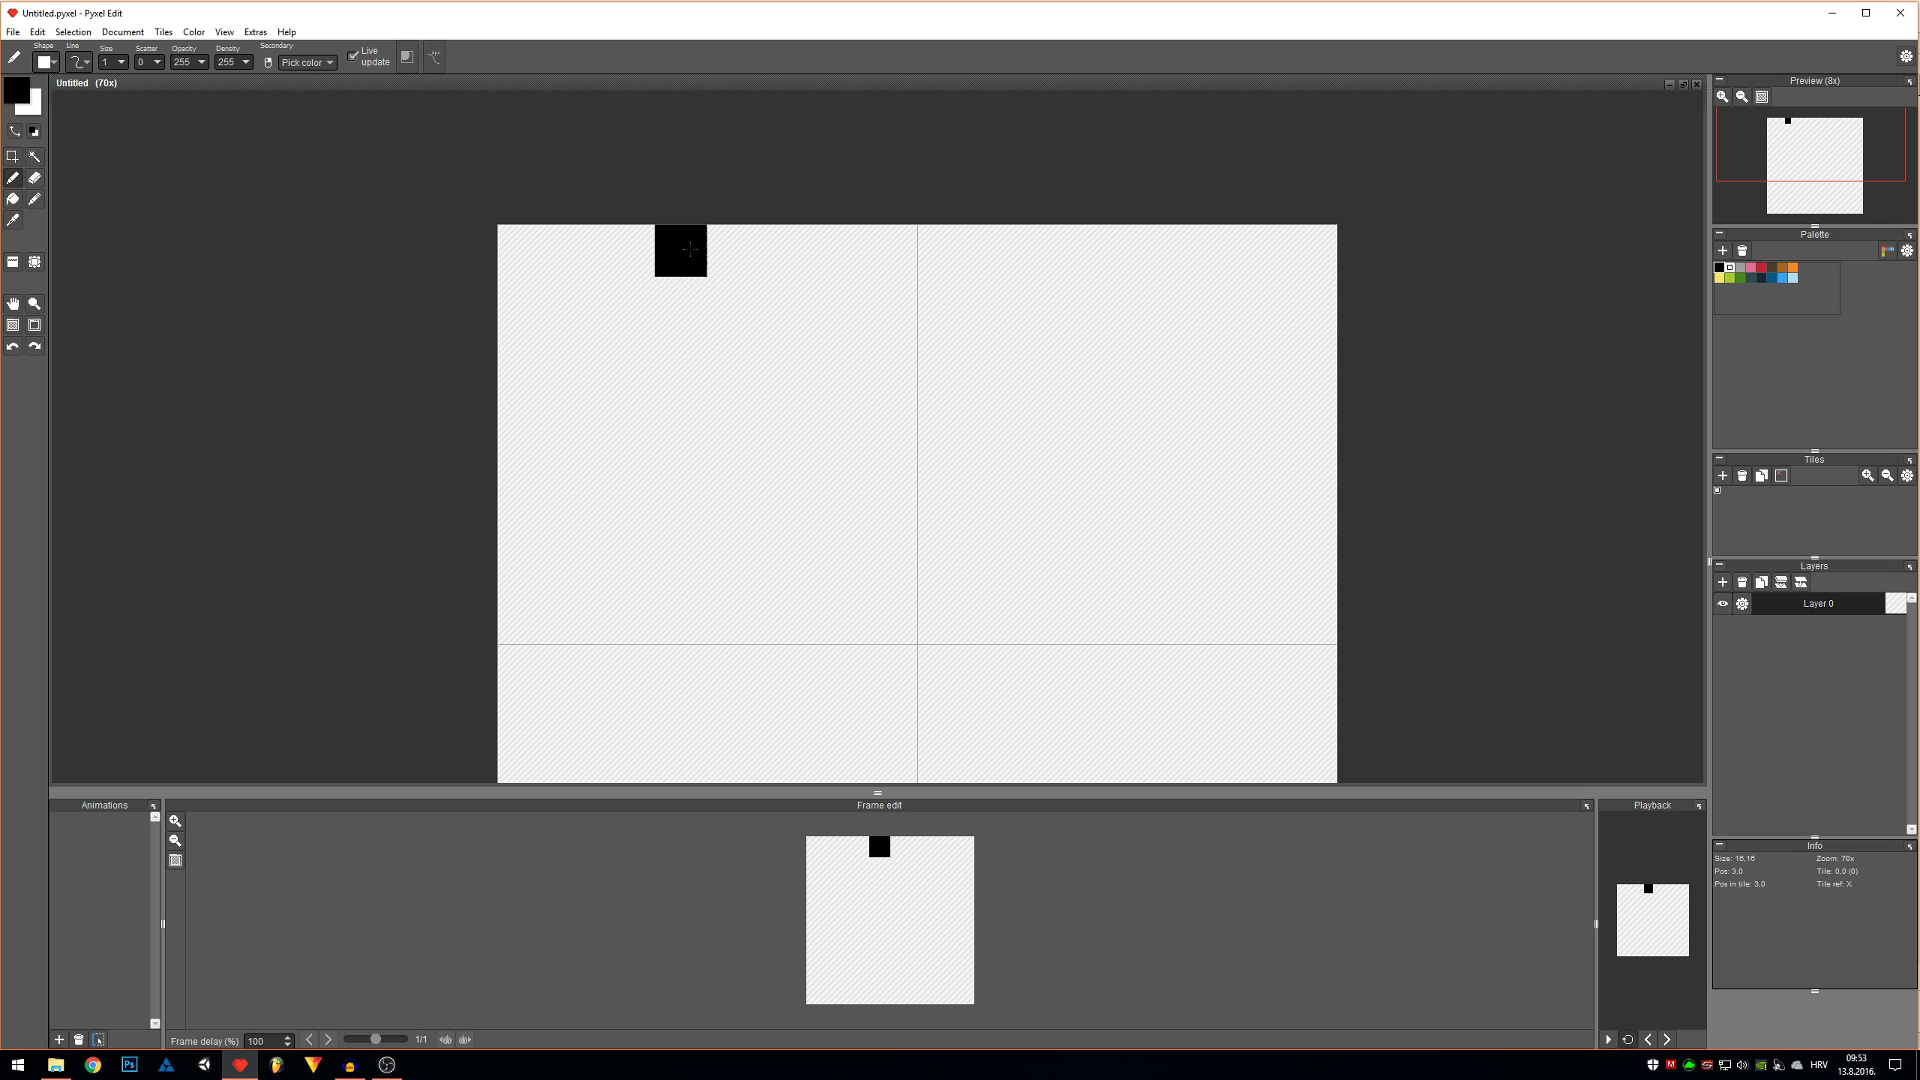 Untitled.pyxel - Pyxel Edit
File Edit Selection Document Tiles Color View Extras Help
Shape Line Size Scatter Opacity Density Secondary
1 0 255 255 Pick color Live update
Untitled (70x)
Preview (8x)
Palette
Tiles
Layers
Layer 0
Animations
Frame edit
Playback
Info
Size: 16,16 Zoom: 70x
Pos: 3,0 Tile: 0,0 (0)
Pos in tile: 3,0 Tile ref: X
Frame delay (%) 100 1/1
Ps
HRV
09:53
13.8.2016.